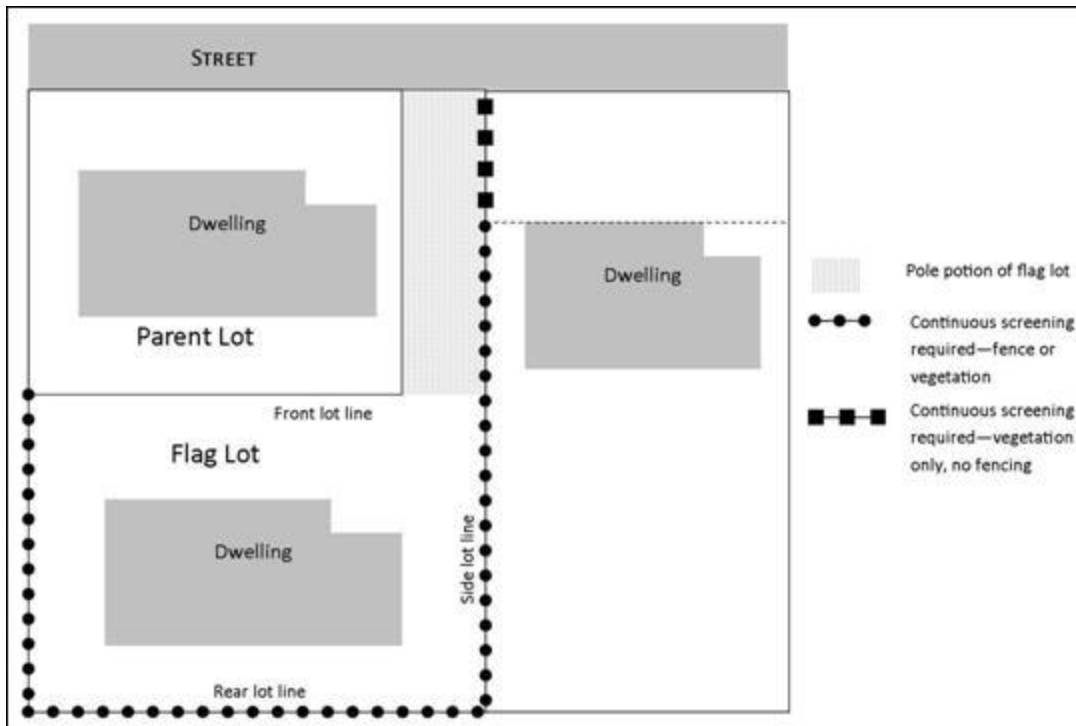 STREET
Dwelling
Parent Lot
Front lot line
Flag Lot
Dwelling
Rear lot line
Side lot line
Dwelling
Pole potion of flag lot
Continuous screening
required—fence or
vegetation
Continuous screening
required—vegetation
only, no fencing